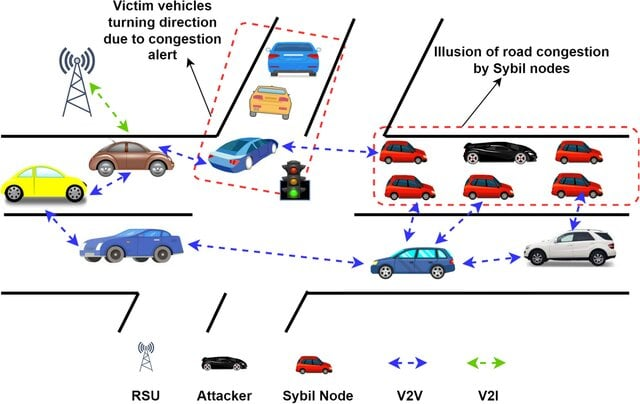 Victim vehicles
turning direction
due to congestion
alert
Illusion of road congestion
by Sybil nodes
RSU
Attacker
Sybil Node
V2V
V2I